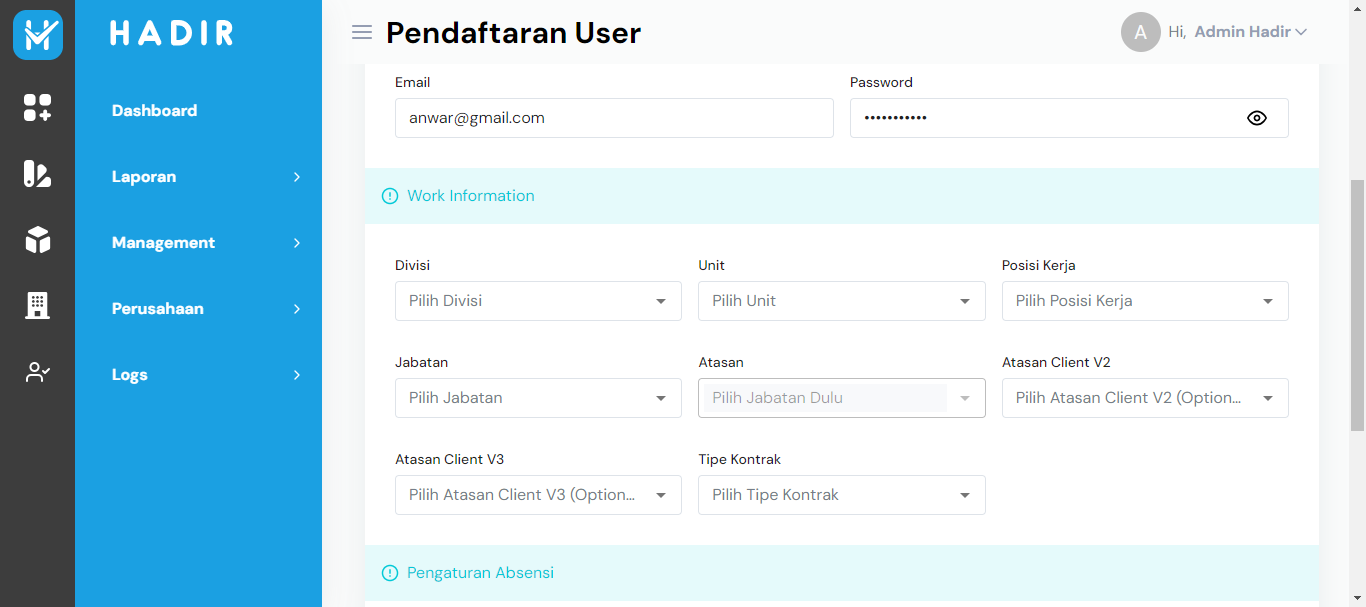 HADIR
Dashboard
Laporan
Management
Perusahaan
Logs
Pendaftaran User
A Hi, Admin Hadir
Email Password
anwar@gmail.com •••••••••••
Work Information
Divisi Unit Posisi Kerja
Pilih Divisi Pilih Unit Pilih Posisi Kerja
Jabatan Atasan Atasan Client V2
Pilih Jabatan Pilih Jabatan Dulu Pilih Atasan Client V2 (Option...
Atasan Client V3 Tipe Kontrak
Pilih Atasan Client V3 (Option... Pilih Tipe Kontrak
Pengaturan Absensi